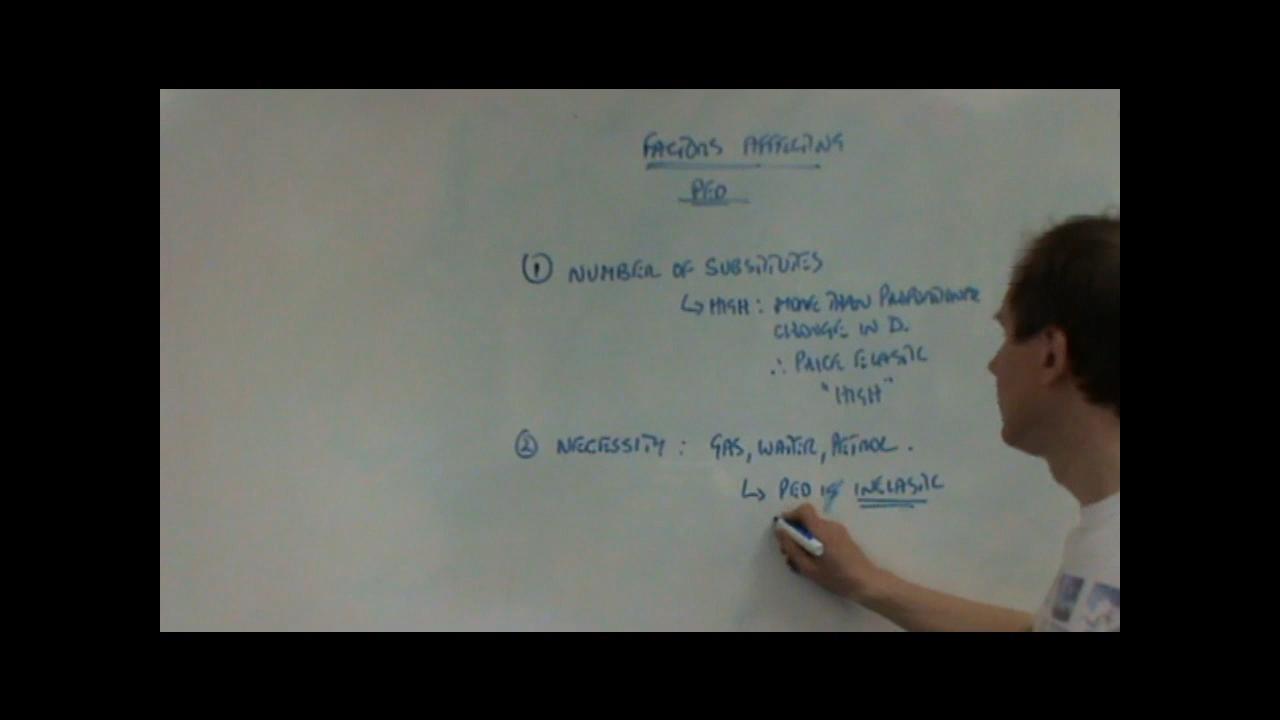 FACTORS AFFECTING
PED
① NUMBER OF SUBSTITUTES
↳ HIGH : MORE THAN PROPORTIONATE
CHANGE IN D.
∴ PRICE ELASTIC
"HIGH"
② NECESSITY : GAS, WATER, PETROL .
↳ PED is INELASTIC